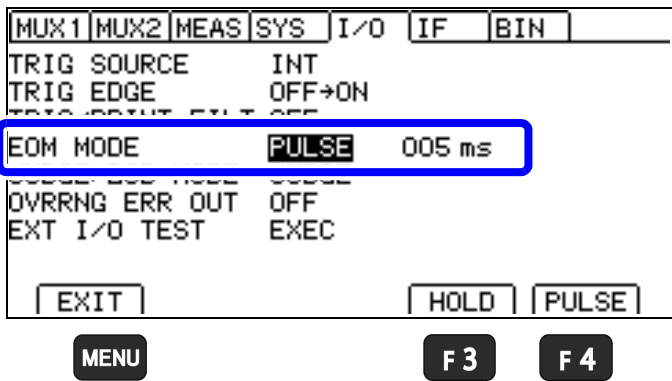 MUX1 MUX2 MEAS SYS I/O IF BIN
TRIG SOURCE INT
TRIG EDGE OFF→ON
EOM MODE PULSE 005 ms
OVRRNG ERR OUT OFF
EXT I/O TEST EXEC
EXIT HOLD PULSE
MENU F3 F4